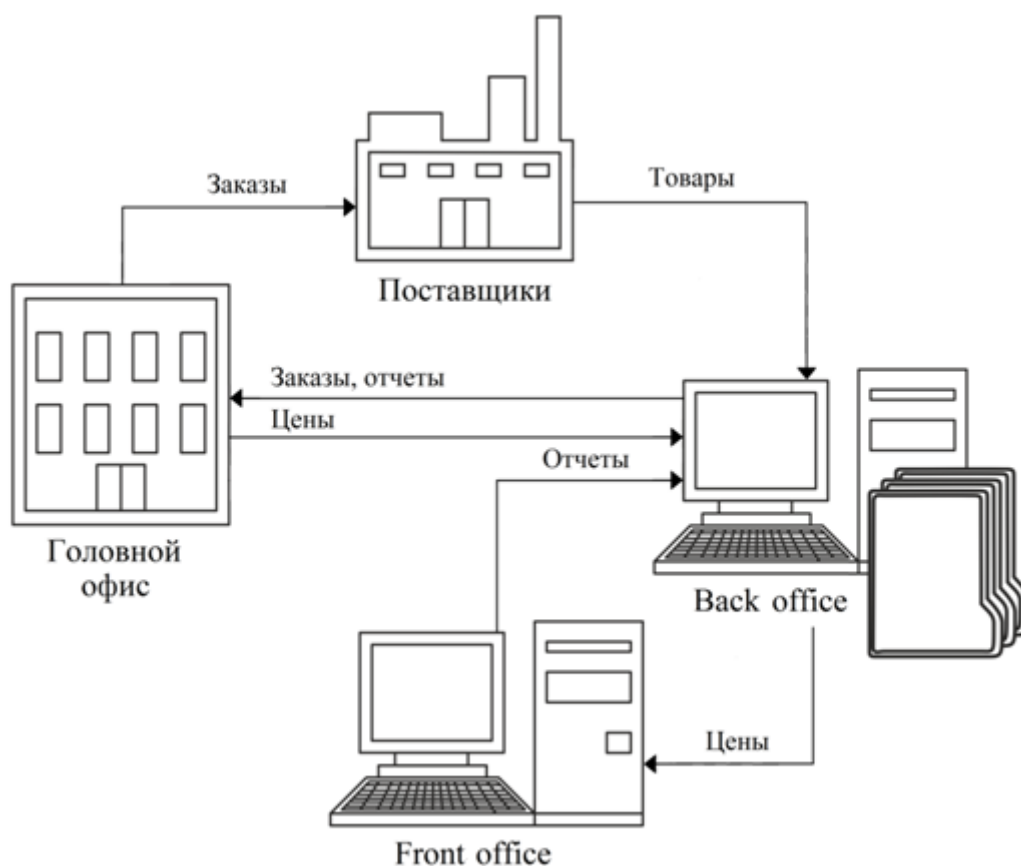 Заказы
Товары
Поставщики
Заказы, отчеты
Цены
Отчеты
Головной
офис
Back office
Цены
Front office